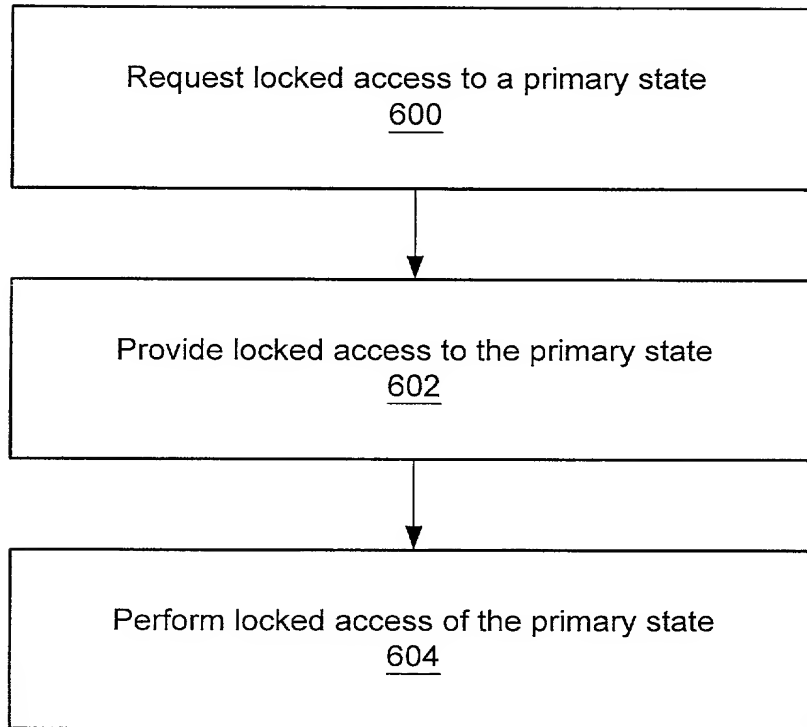 Request locked access to a primary state
600
Provide locked access to the primary state
602
Perform locked access of the primary state
604